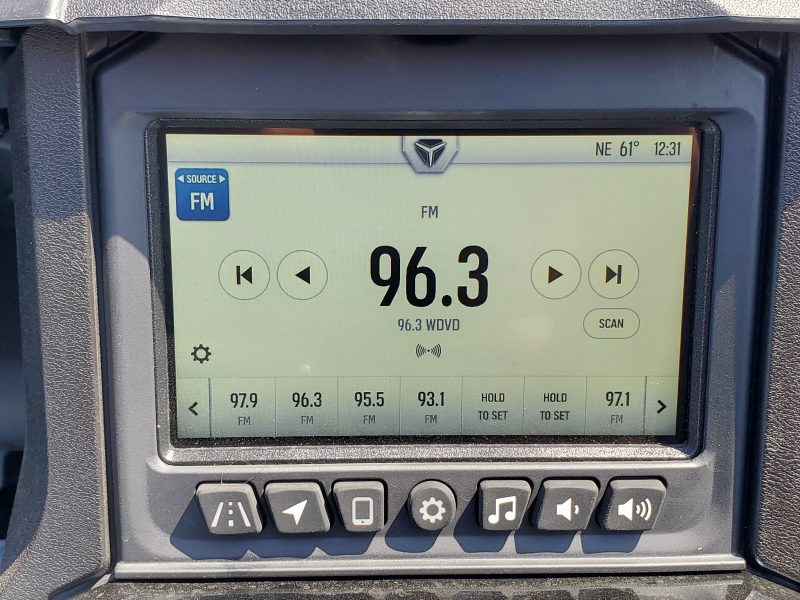 NE 61° 12:31
SOURCE
FM
FM
96.3
96.3 WDVD
SCAN
97.9 96.3 95.5 93.1 HOLD TO SET HOLD TO SET 97.1
FM FM FM FM FM